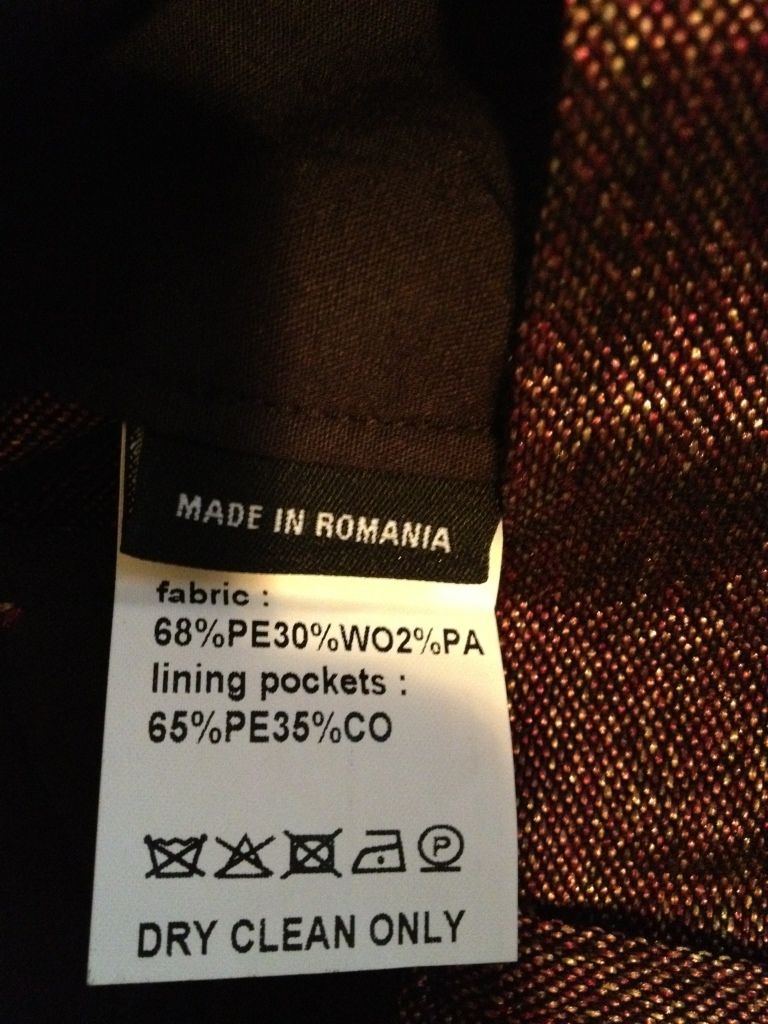 MADE IN ROMANIA
fabric :
68%PE30%WO2%PA
lining pockets :
65%PE35%CO
P
DRY CLEAN ONLY